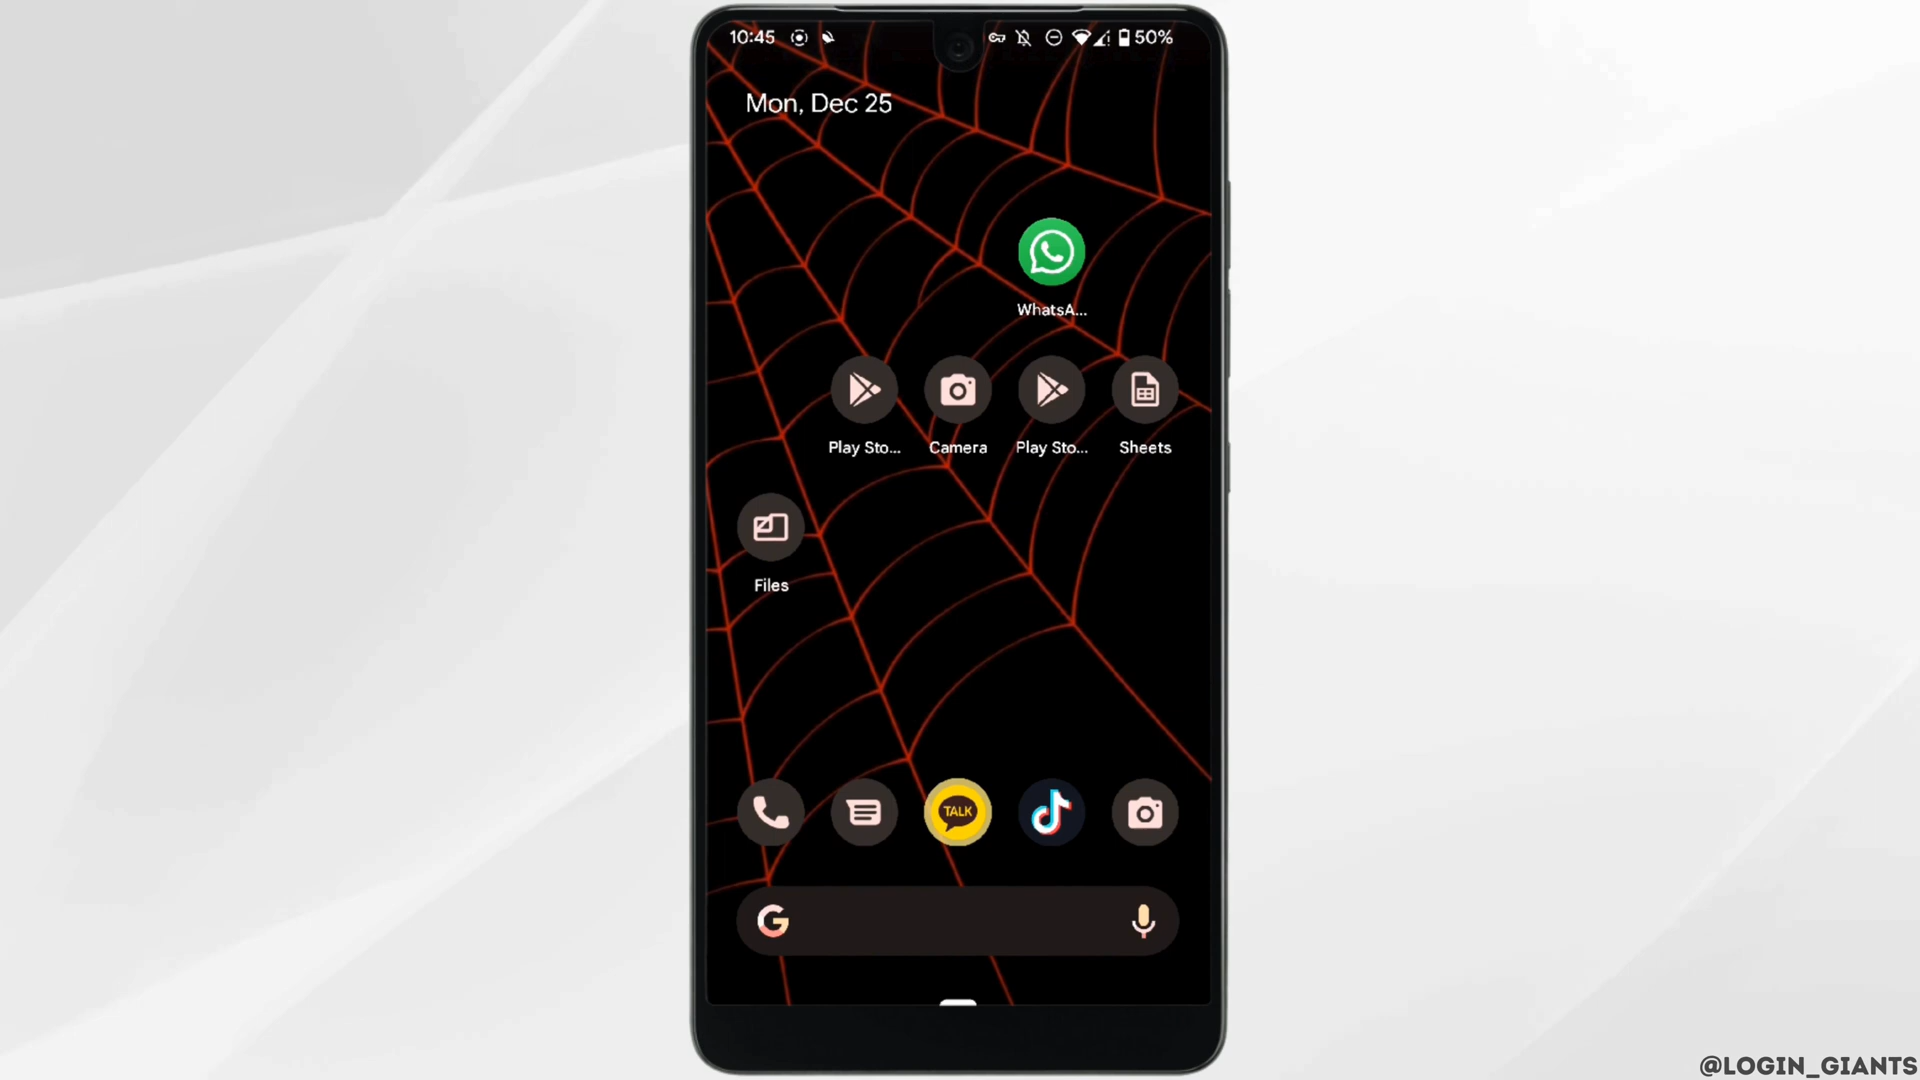 10:45
50%
Mon, Dec 25
WhatsA...
Play Sto...
Camera
Play Sto...
Sheets
Files
TALK
G
@LOGIN_GIANTS